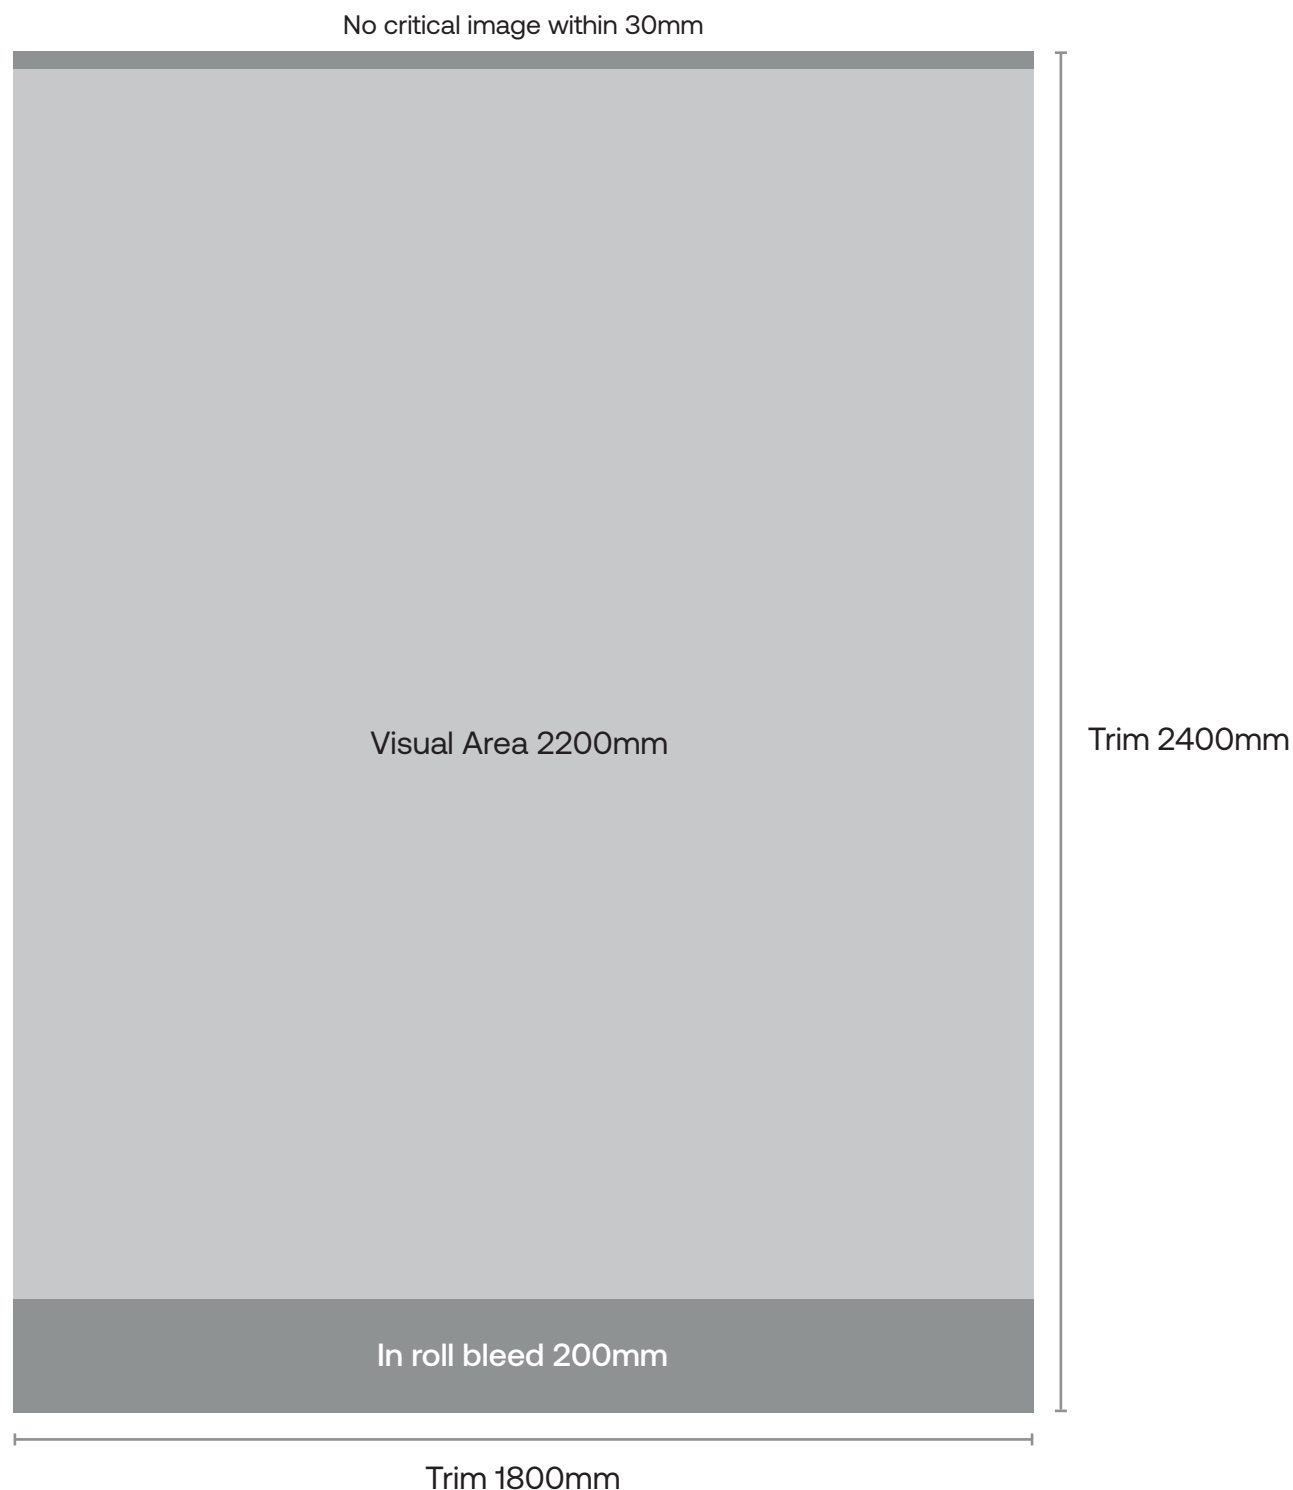 No critical image within 30mm
Visual Area 2200mm
Trim 2400mm
In roll bleed 200mm
Trim 1800mm